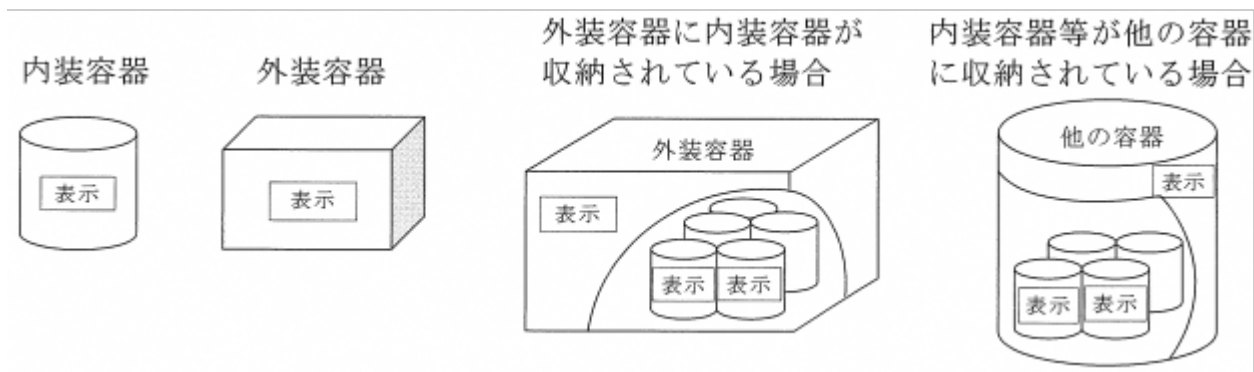 内装容器
表示
外装容器
表示
外装容器に内装容器が
収納されている場合
外装容器
表示
表示
表示
内装容器等が他の容器
に収納されている場合
他の容器
表示
表示
表示